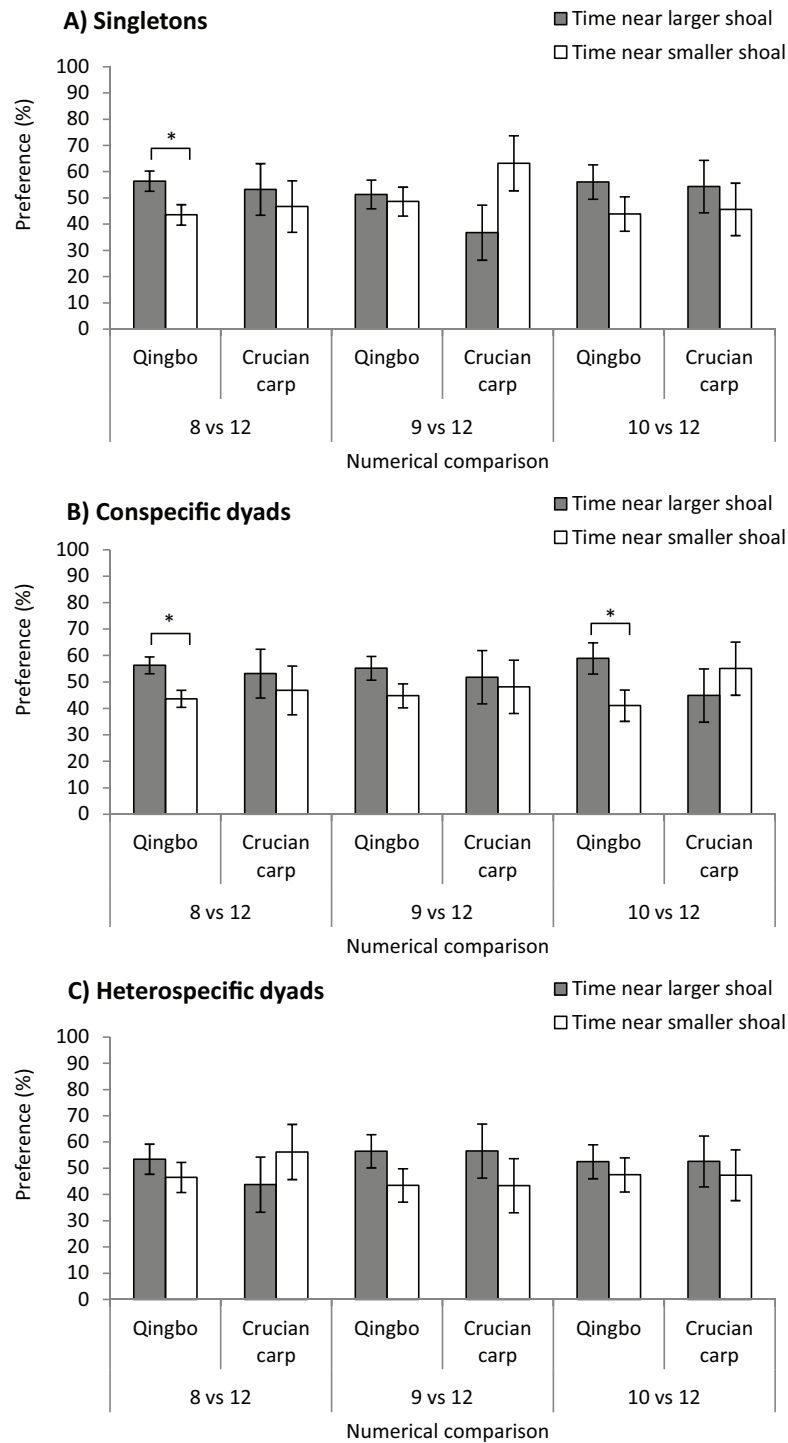 A) Singletons
Time near larger shoal
Time near smaller shoal
Preference (%)
100
90
80
70
60
50
40
30
20
10
0
*
Qingbo Crucian carp Qingbo Crucian carp Qingbo Crucian carp
8 vs 12 9 vs 12 10 vs 12
Numerical comparison
B) Conspecific dyads
Time near larger shoal
Time near smaller shoal
Preference (%)
100
90
80
70
60
50
40
30
20
10
0
* *
Qingbo Crucian carp Qingbo Crucian carp Qingbo Crucian carp
8 vs 12 9 vs 12 10 vs 12
Numerical comparison
C) Heterospecific dyads
Time near larger shoal
Time near smaller shoal
Preference (%)
100
90
80
70
60
50
40
30
20
10
0
Qingbo Crucian carp Qingbo Crucian carp Qingbo Crucian carp
8 vs 12 9 vs 12 10 vs 12
Numerical comparison